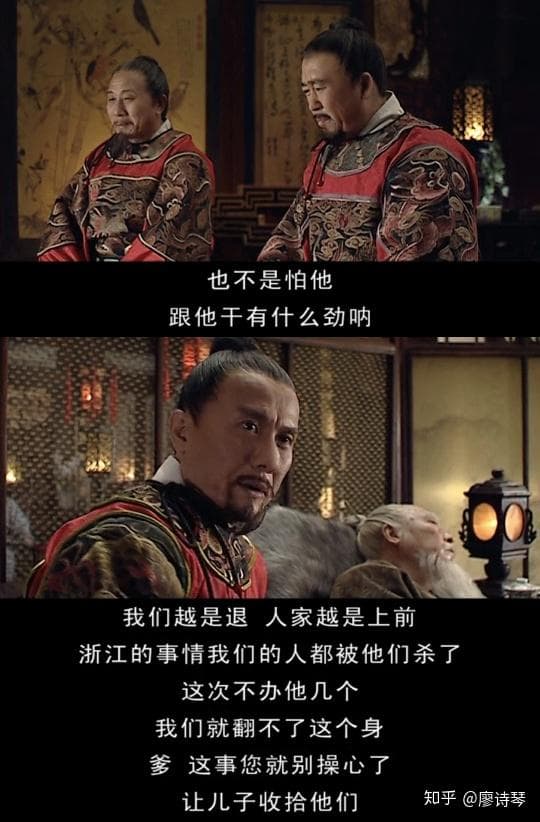 也不是怕他
跟他干有什么劲呐
我们越是退 人家越是上前
浙江的事情我们的人都被他们杀了
这次不办他几个
我们就翻不了这个身
爹 这事您就别操心了
让儿子收拾他们
知乎 @廖诗琴